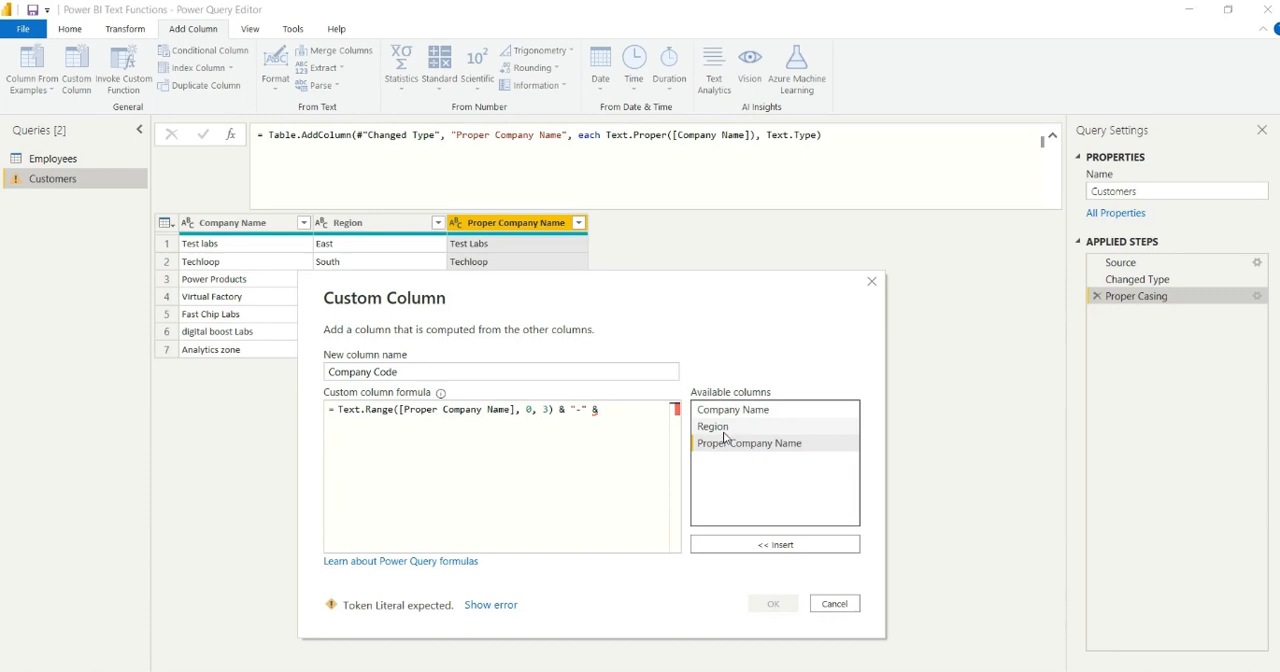 Power BI Text Functions - Power Query Editor
File Home Transform Add Column View Tools Help
Column From Examples
Custom Column
Invoke Custom Function
Conditional Column
Index Column
Duplicate Column
General
Format
Merge Columns
Extract
Parse
From Text
Statistics
Standard
Scientific
Trigonometry
Rounding
Information
From Number
Date
Time
Duration
From Date & Time
Text Analytics
Vision
Azure Machine Learning
AI Insights
Queries [2]
Employees
Customers
= Table.AddColumn(#"Changed Type", "Proper Company Name", each Text.Proper([Company Name]), Text.Type)
Company Name Region Proper Company Name
1 Test labs East Test Labs
2 Techloop South Techloop
3 Power Products
4 Virtual Factory
5 Fast Chip Labs
6 digital boost Labs
7 Analytics zone
Custom Column
Add a column that is computed from the other columns.
New column name
Company Code
Custom column formula
= Text.Range([Proper Company Name], 0, 3) & "-" &
Available columns
Company Name
Region
Proper Company Name
<< Insert
Learn about Power Query formulas
Token Literal expected. Show error
OK Cancel
Query Settings
PROPERTIES
Name
Customers
All Properties
APPLIED STEPS
Source
Changed Type
Proper Casing